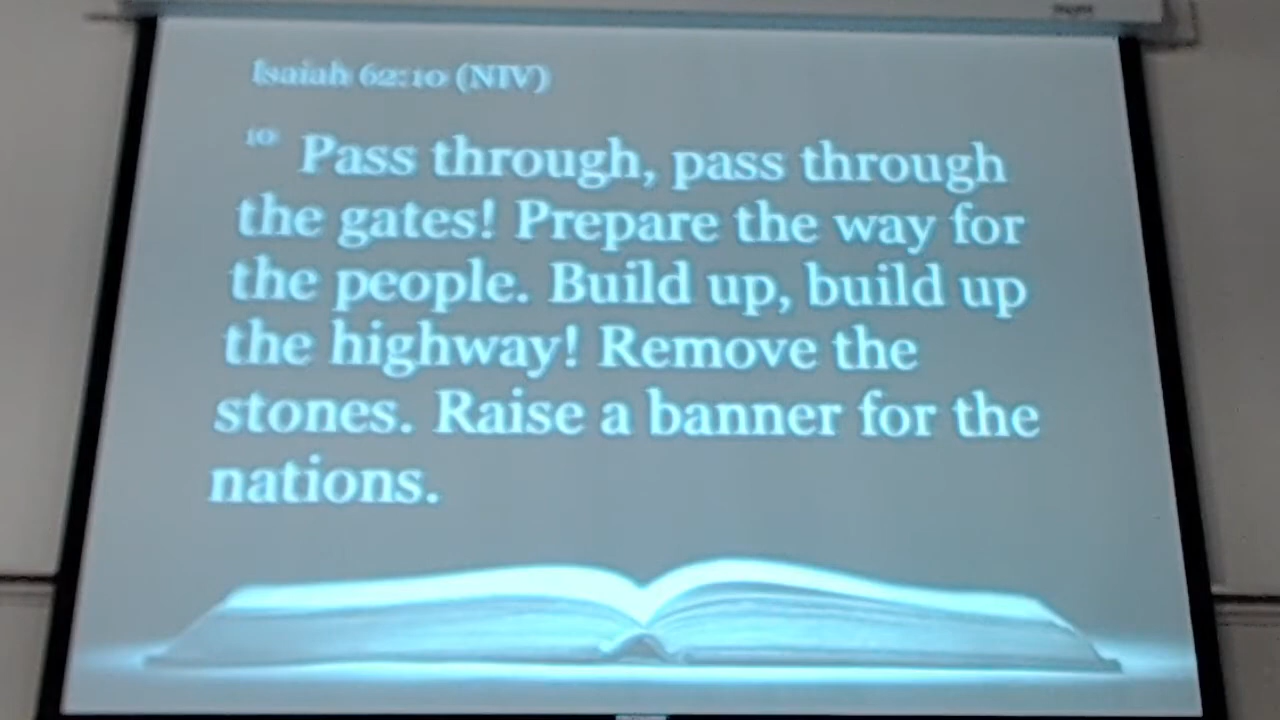 Isaiah 62:10 (NIV)
10 Pass through, pass through
the gates! Prepare the way for
the people. Build up, build up
the highway! Remove the
stones. Raise a banner for the
nations.